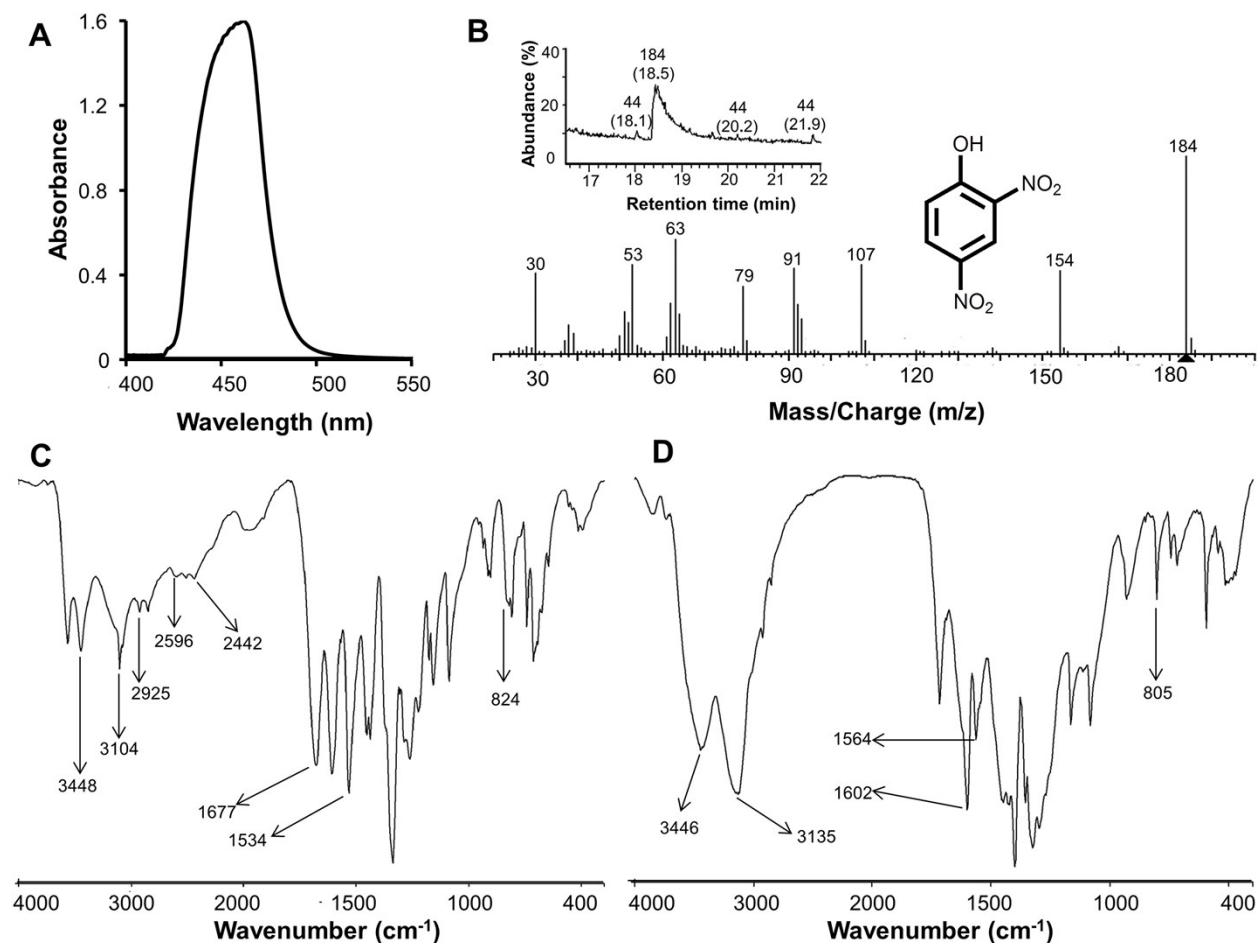 A
1.6
1.2
0.8
0.4
0
400 450 500 550
Absorbance
Wavelength (nm)
B
40
20
0
Abundance (%)
184
(18.5)
44
(18.1)
44
(20.2)
44
(21.9)
17 18 19 20 21 22
Retention time (min)
OH
NO₂
NO₂
30
53
63
79
91
107
154
184
30 60 90 120 150 180
Mass/Charge (m/z)
C
3448
3104
2925
2596
2442
1677
1534
824
4000 3000 2000 1500 1000 400
Wavenumber (cm⁻¹)
D
3446
3135
1564
1602
805
4000 3000 2000 1500 1000 400
Wavenumber (cm⁻¹)